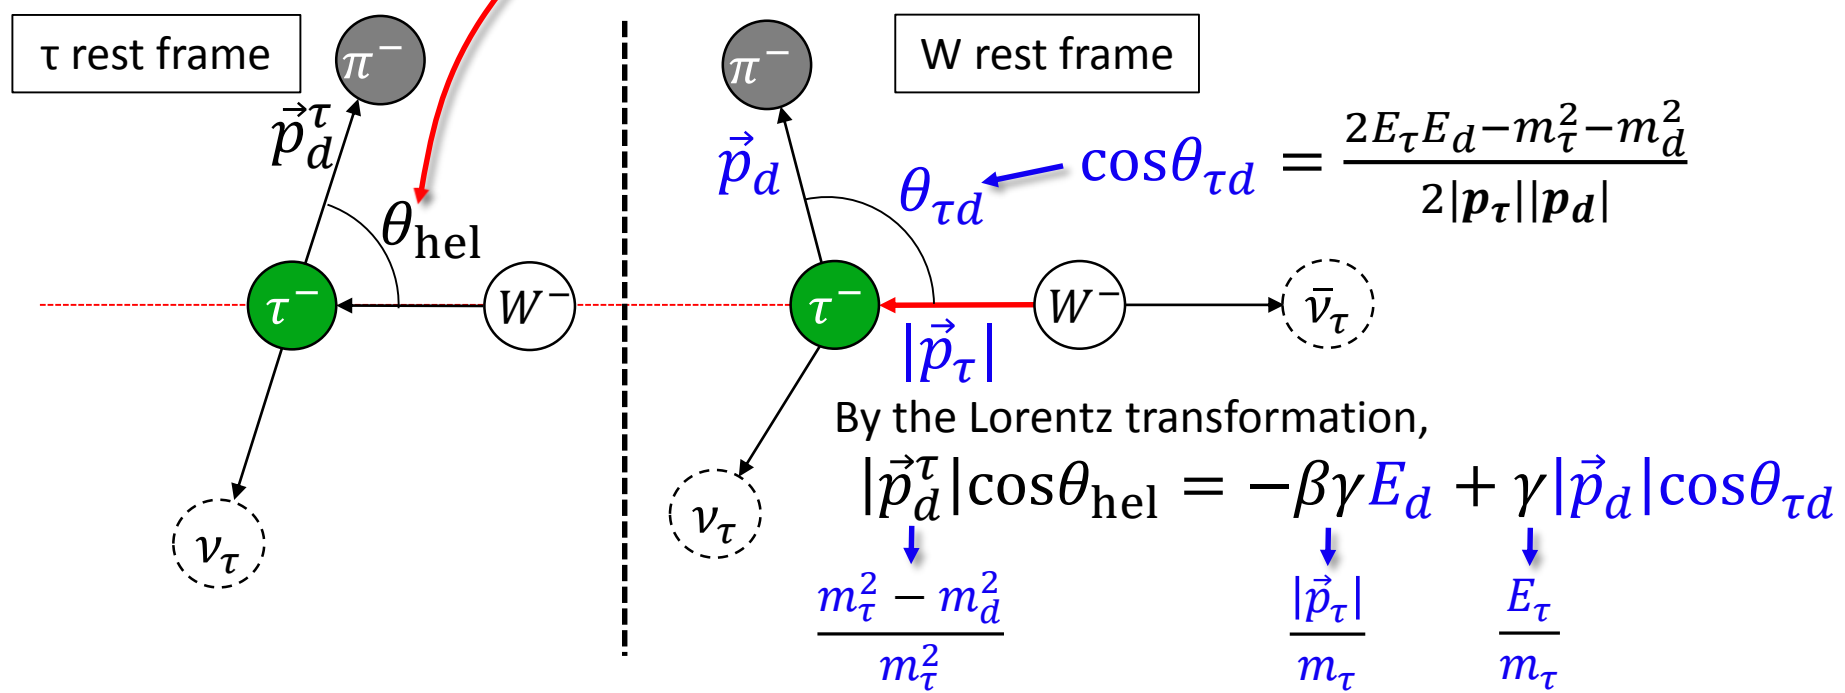 τ rest frame
π⁻
p⃗_d^τ
θ_hel
τ⁻
W⁻
ν_τ
W rest frame
π⁻
p⃗_d
θ_τd
cosθ_τd = (2E_τE_d−m_τ²−m_d²)/(2|p_τ||p_d|)
τ⁻
W⁻
ν̄_τ
|p⃗_τ|
ν_τ
By the Lorentz transformation,
|p⃗_d^τ|cosθ_hel = −βγE_d + γ|p⃗_d|cosθ_τd
(m_τ² − m_d²)/m_τ²
|p⃗_τ|/m_τ
E_τ/m_τ